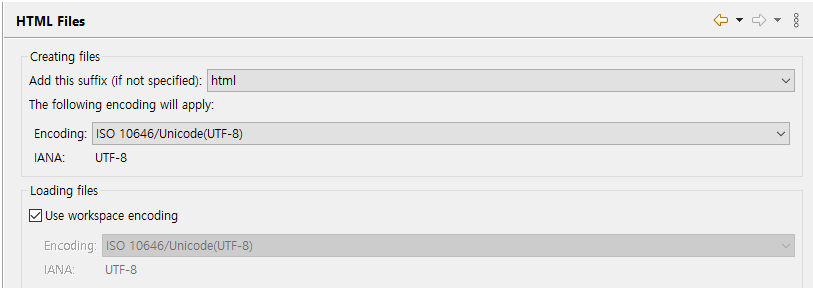 HTML Files
Creating files
Add this suffix (if not specified): html
The following encoding will apply:
Encoding: ISO 10646/Unicode(UTF-8)
IANA: UTF-8
Loading files
Use workspace encoding
Encoding: ISO 10646/Unicode(UTF-8)
IANA: UTF-8